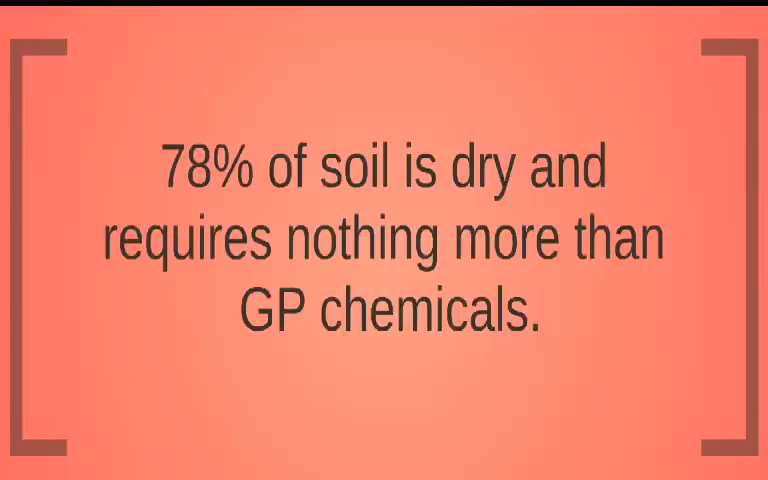 78% of soil is dry and
requires nothing more than
GP chemicals.